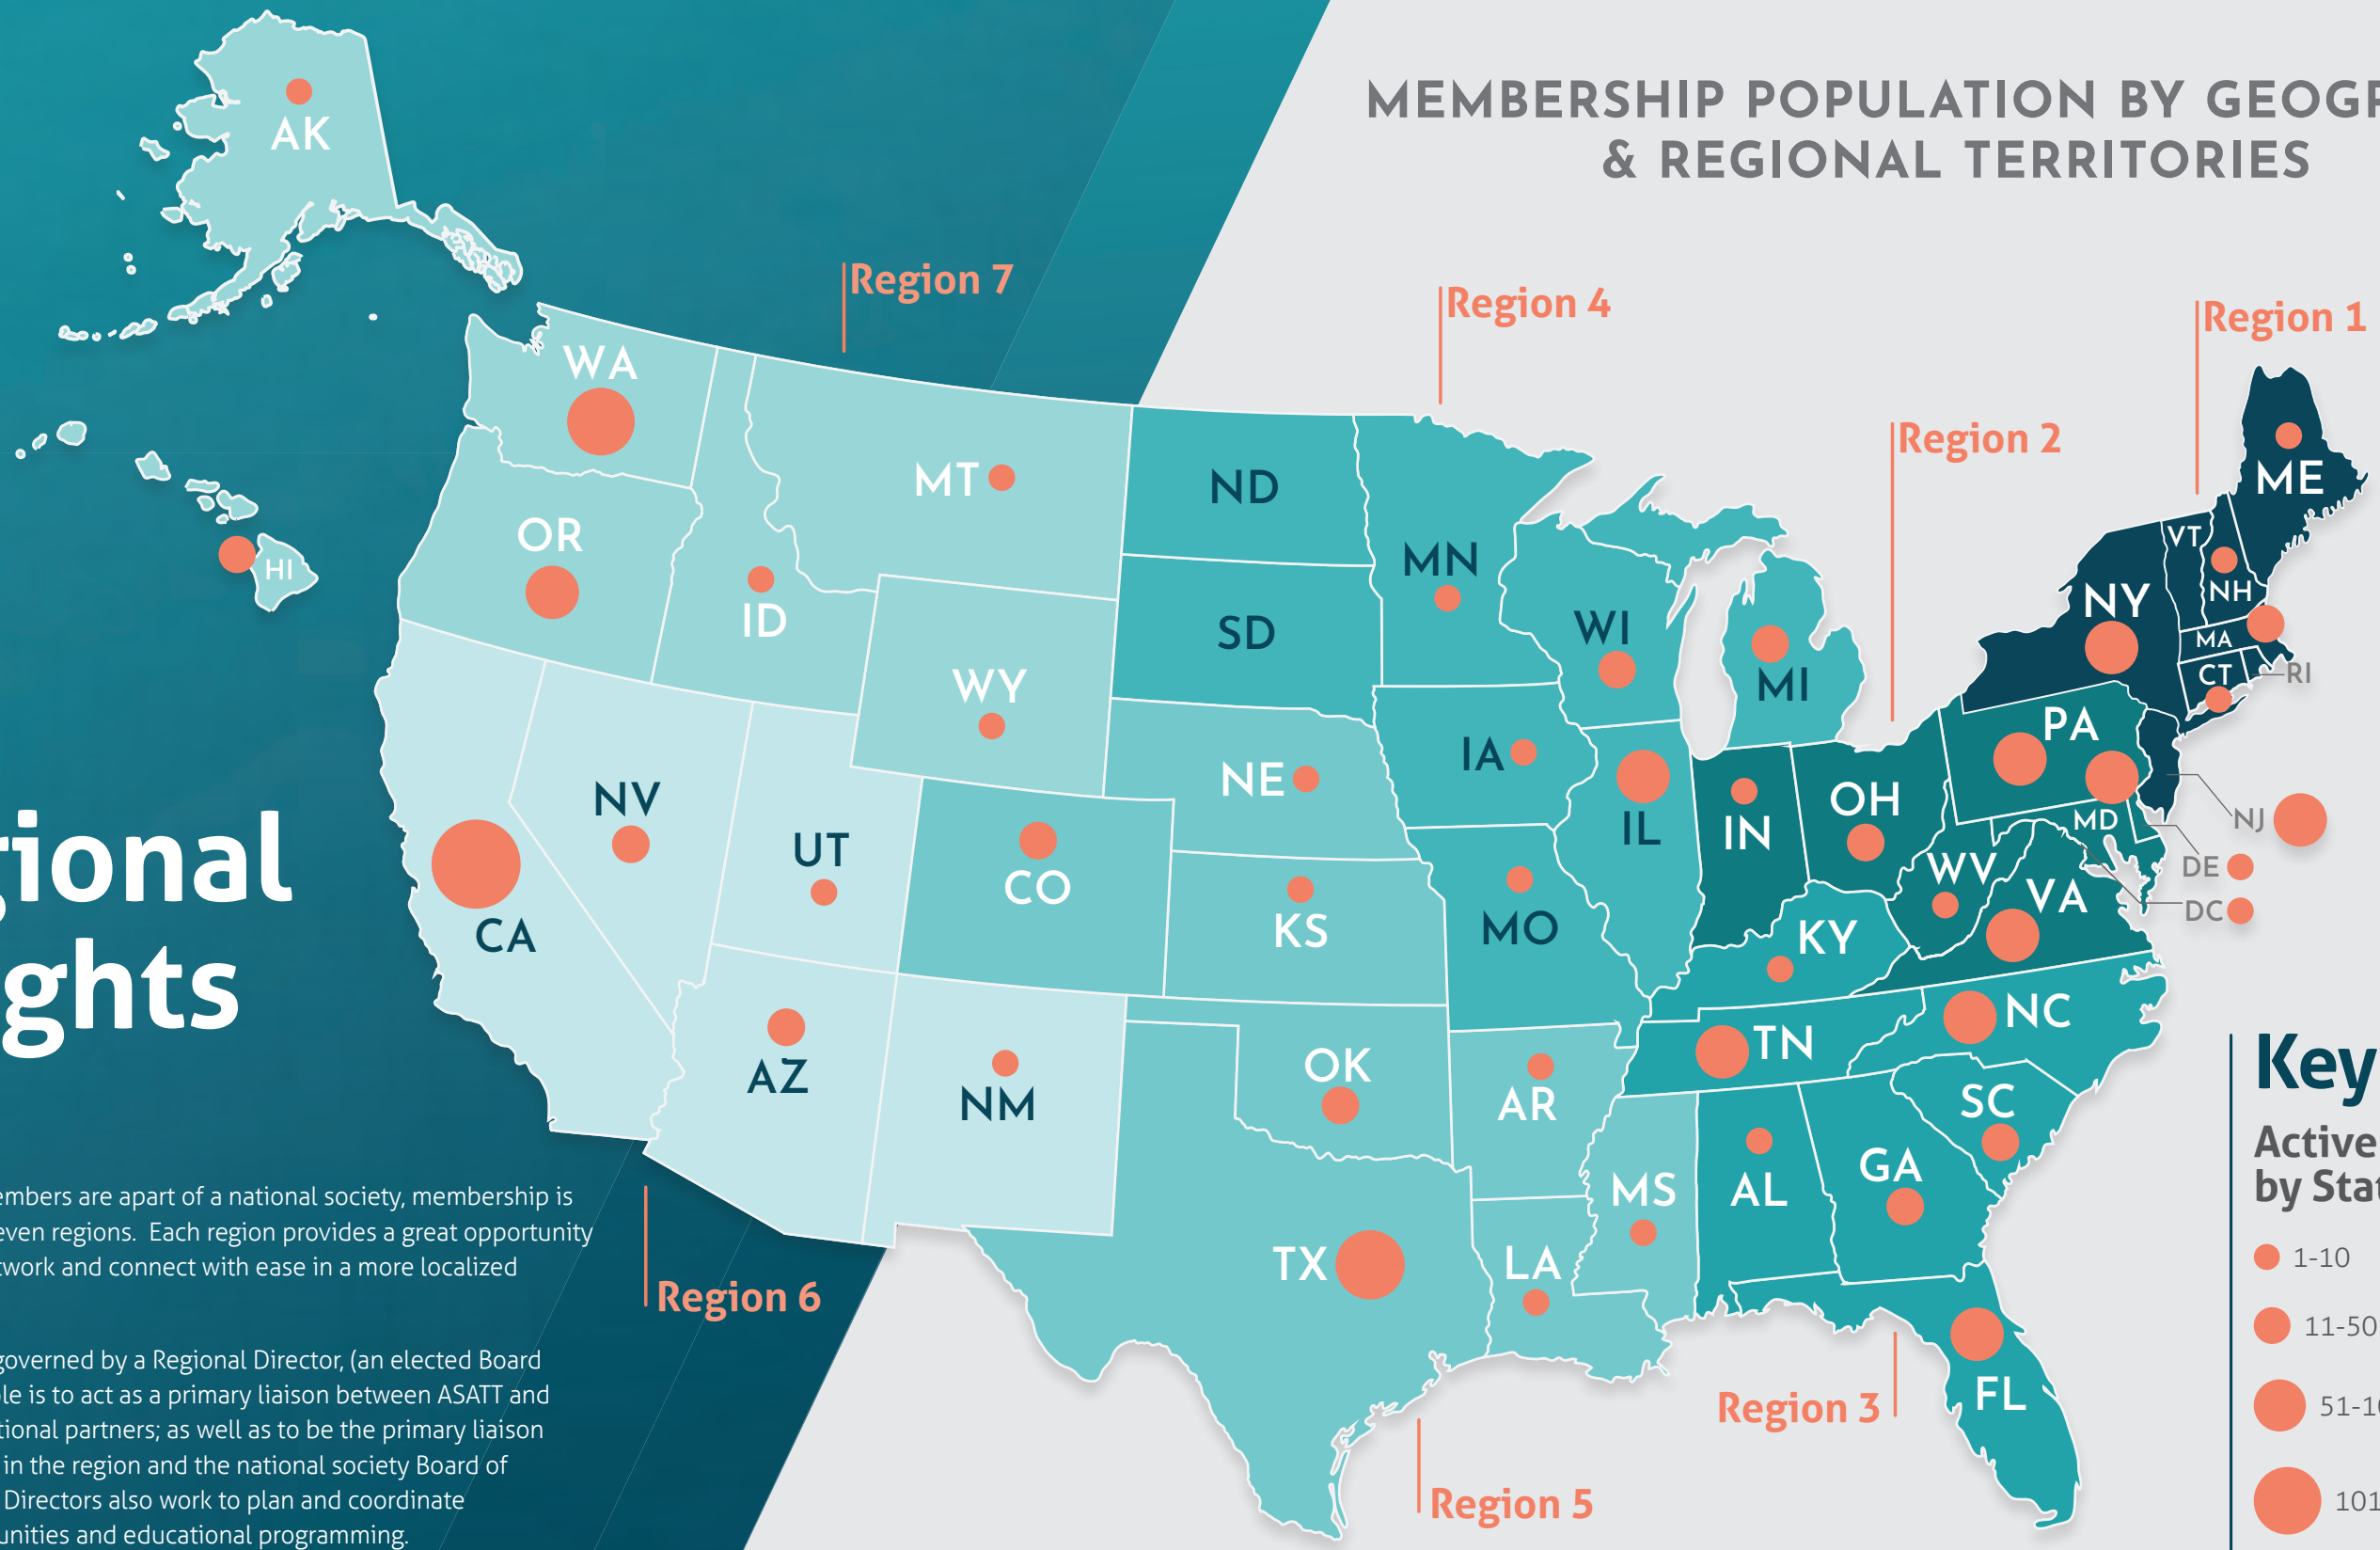 MEMBERSHIP POPULATION BY
& REGIONAL TERRITORIES
Region 7
Region 4
Region 1
Region 2
AK
HI
WA
OR
MT
ID
WY
ND
SD
MN
WI
MI
NE
IA
IL
IN
OH
PA
NY
VT
NH
ME
MA
CT
RI
NJ
DE
DC
MD
WV
VA
KY
NV
UT
CA
CO
KS
MO
AZ
NM
OK
AR
TN
NC
SC
GA
AL
MS
LA
TX
FL
Region 6
Region 5
Region 3
gional
ghts
embers are apart of a national society, membership is
even regions. Each region provides a great opportunity
twork and connect with ease in a more localized
governed by a Regional Director, (an elected Board
le is to act as a primary liaison between ASATT and
tional partners; as well as to be the primary liaison
in the region and the national society Board of
Directors also work to plan and coordinate
unities and educational programming.
Key
Active
by Stat
1-10
11-50
51-10
101